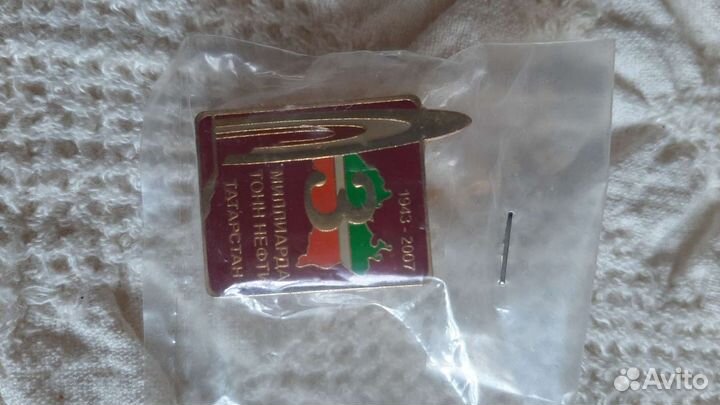 1943 - 2007
3
МИЛЛИАРДА
ТОНН НЕФТИ
ТАТАРСТАН
Avito